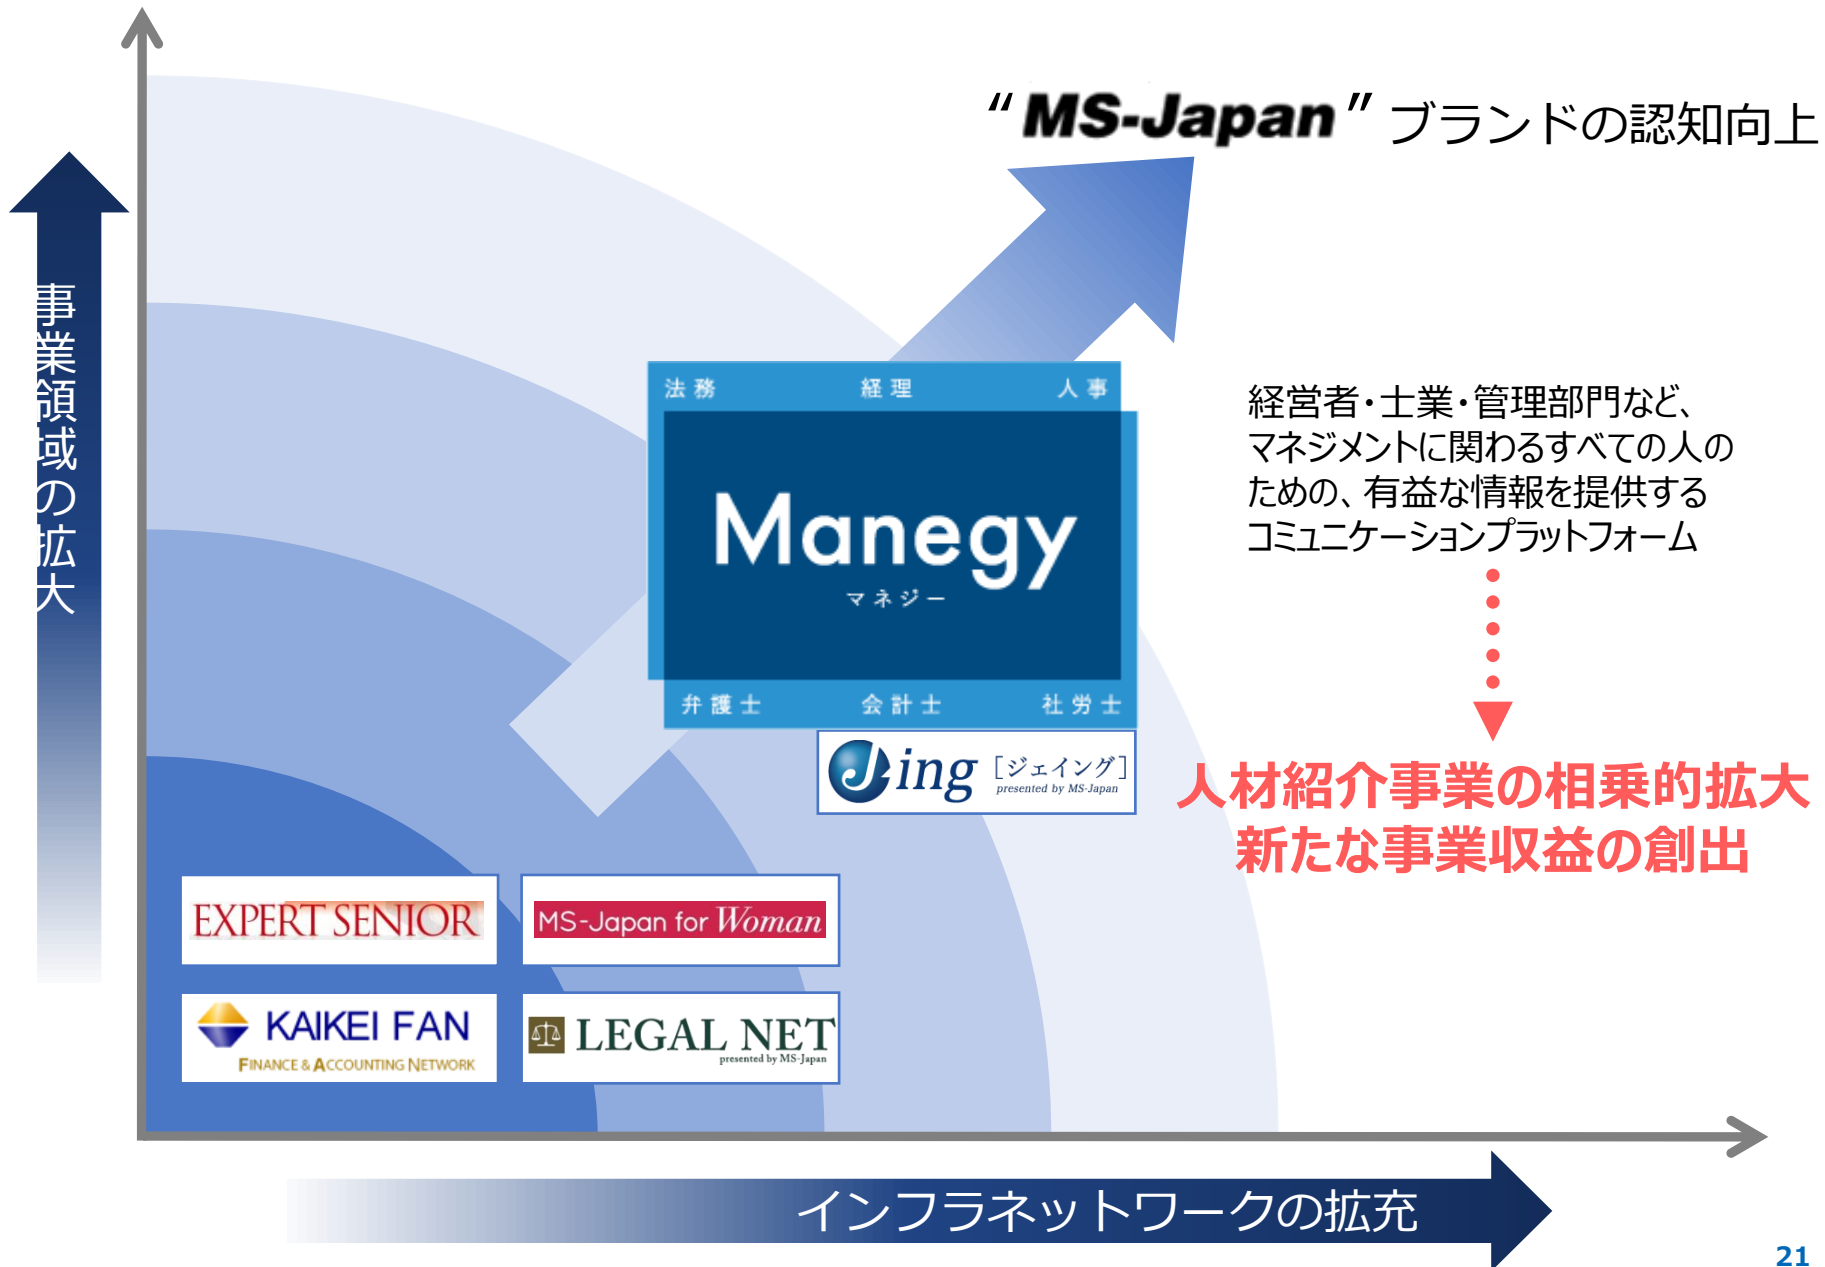 “MS-Japan”ブランドの認知向上
事業領域の拡大
法務 経理 人事
Manegy
マネジー
弁護士 会計士 社労士
Jing [ジェイング]
presented by MS-Japan
経営者・士業・管理部門など、
マネジメントに関わるすべての人の
ための、有益な情報を提供する
コミュニケーションプラットフォーム
人材紹介事業の相乗的拡大
新たな事業収益の創出
EXPERT SENIOR
MS-Japan for Woman
KAIKEI FAN
FINANCE & ACCOUNTING NETWORK
LEGAL NET
presented by MS-Japan
インフラネットワークの拡充
21